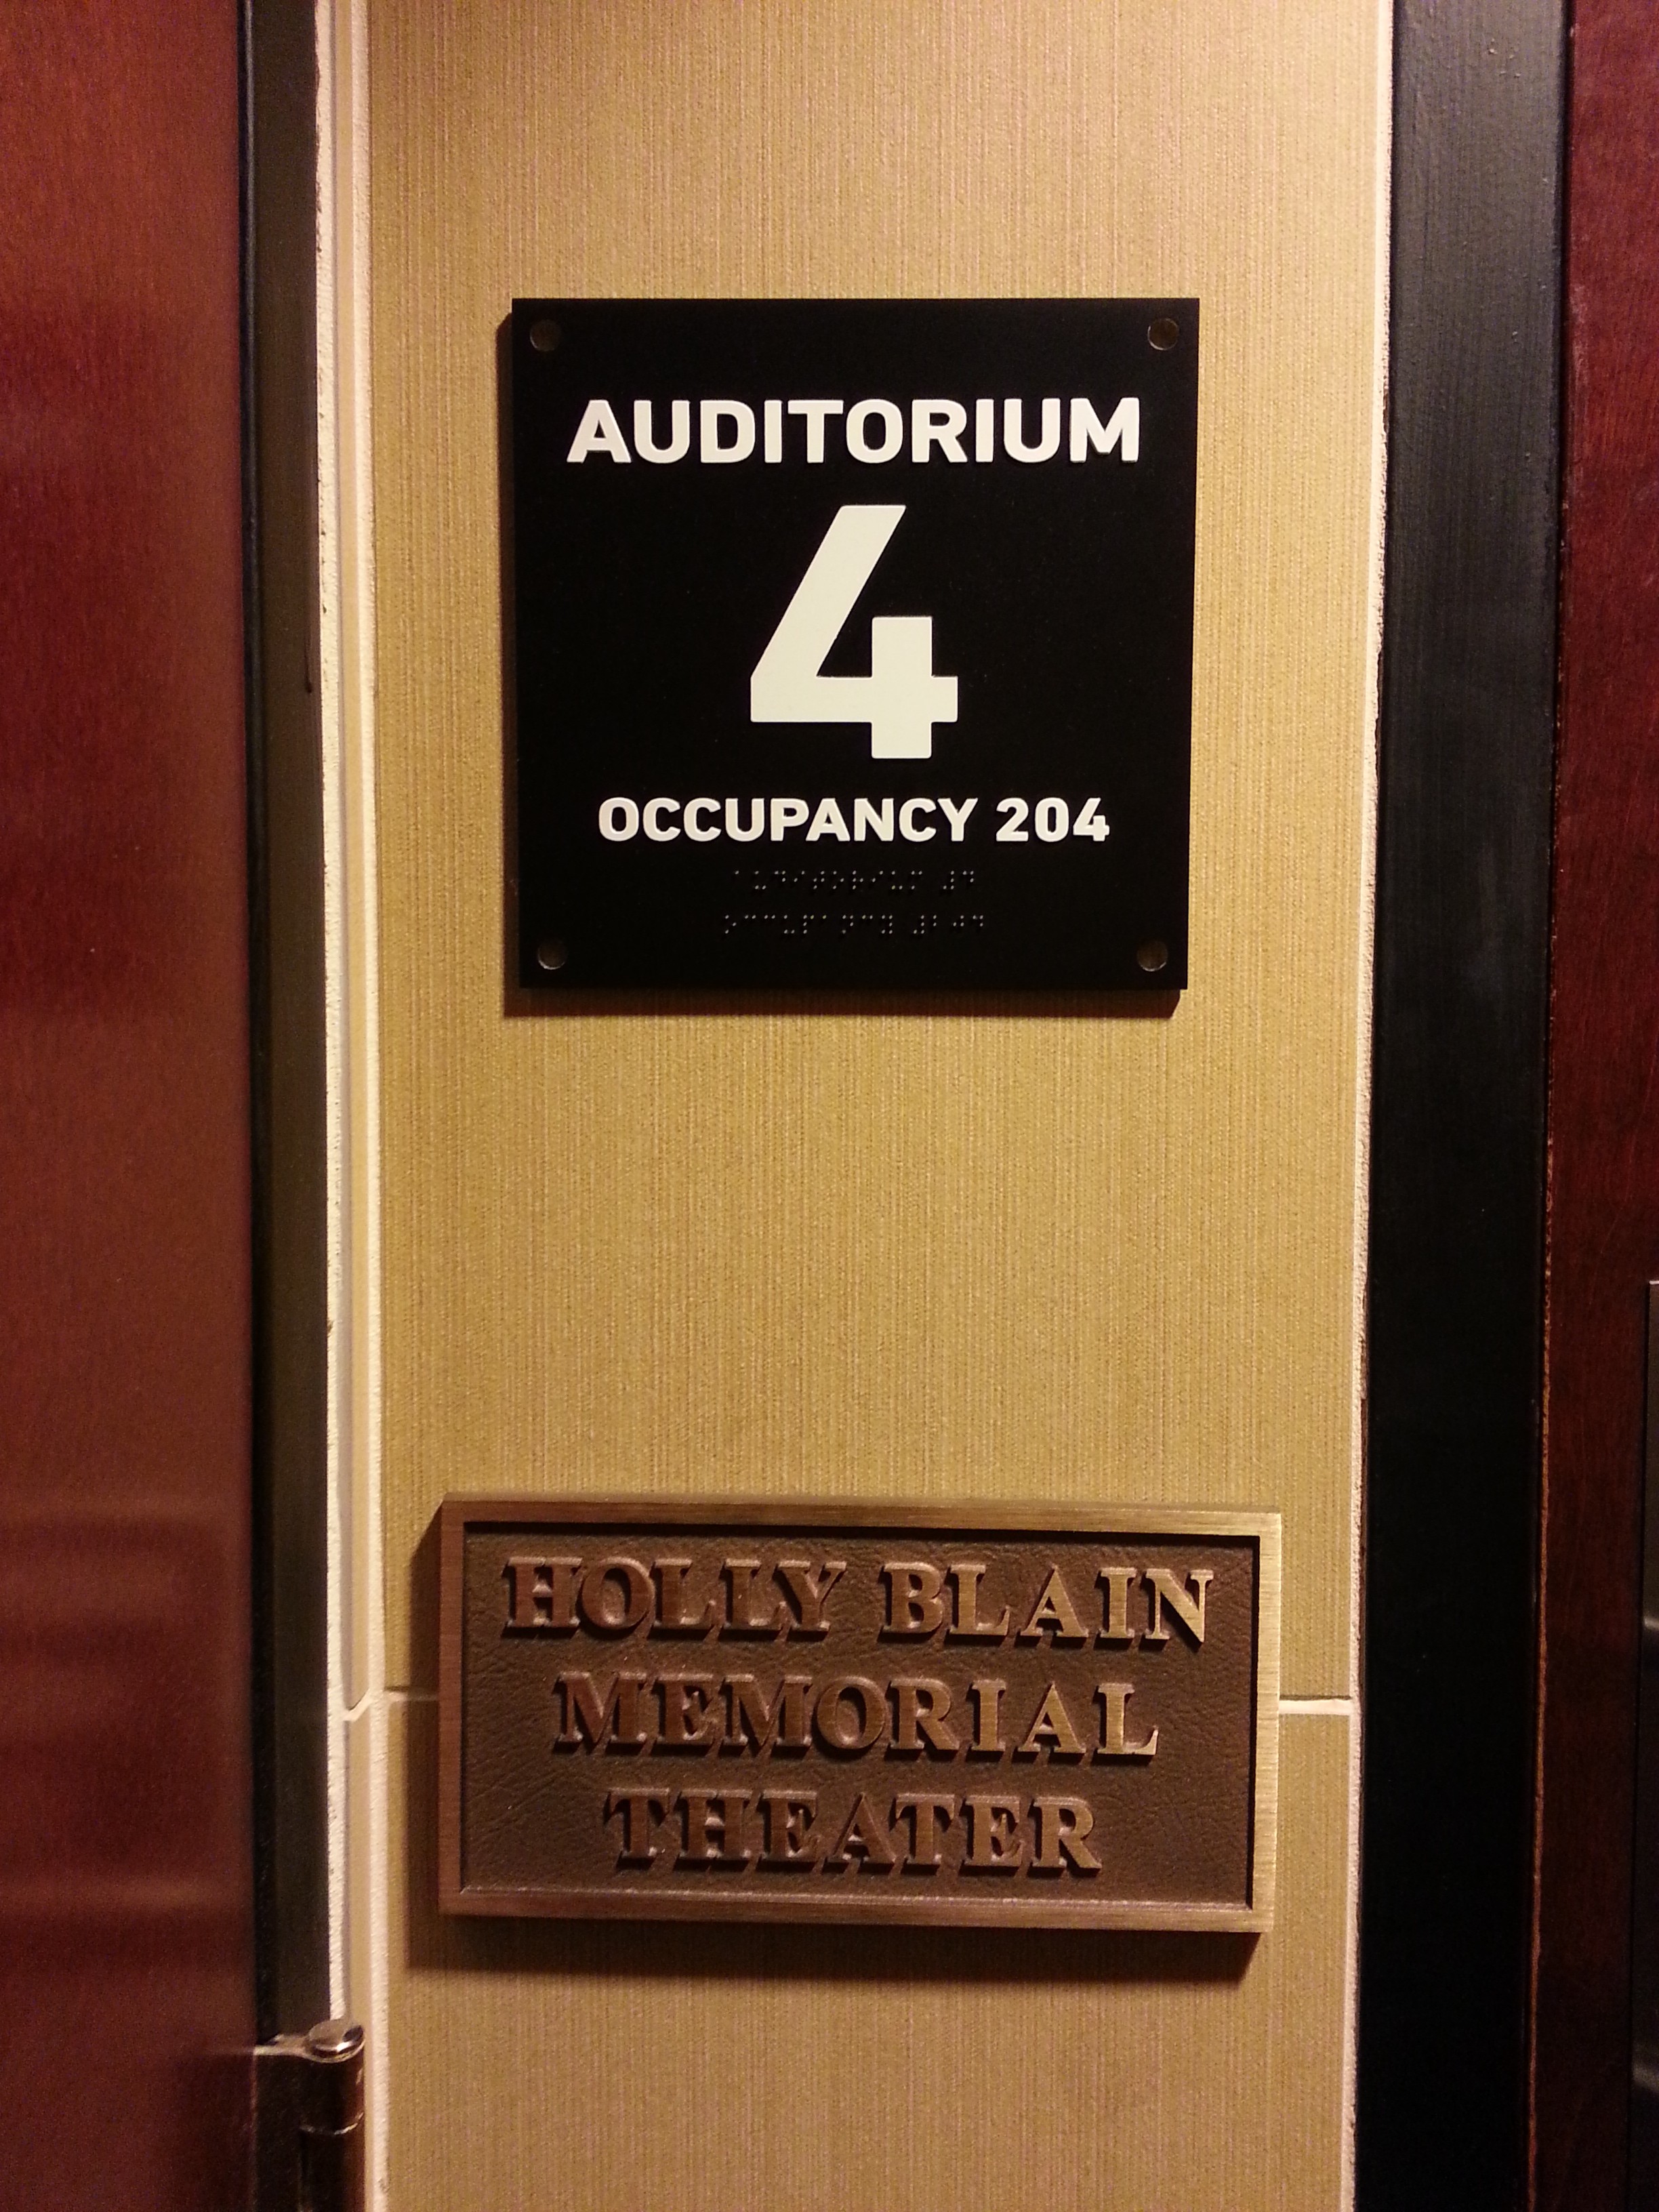 AUDITORIUM
4
OCCUPANCY 204
⠁⠥⠙⠊⠞⠕⠗⠊⠥⠍ ⠼⠙
⠕⠉⠉⠥⠏⠁⠝⠉⠽ ⠼⠃⠚⠙
HOLLY BLAIN
MEMORIAL
THEATER